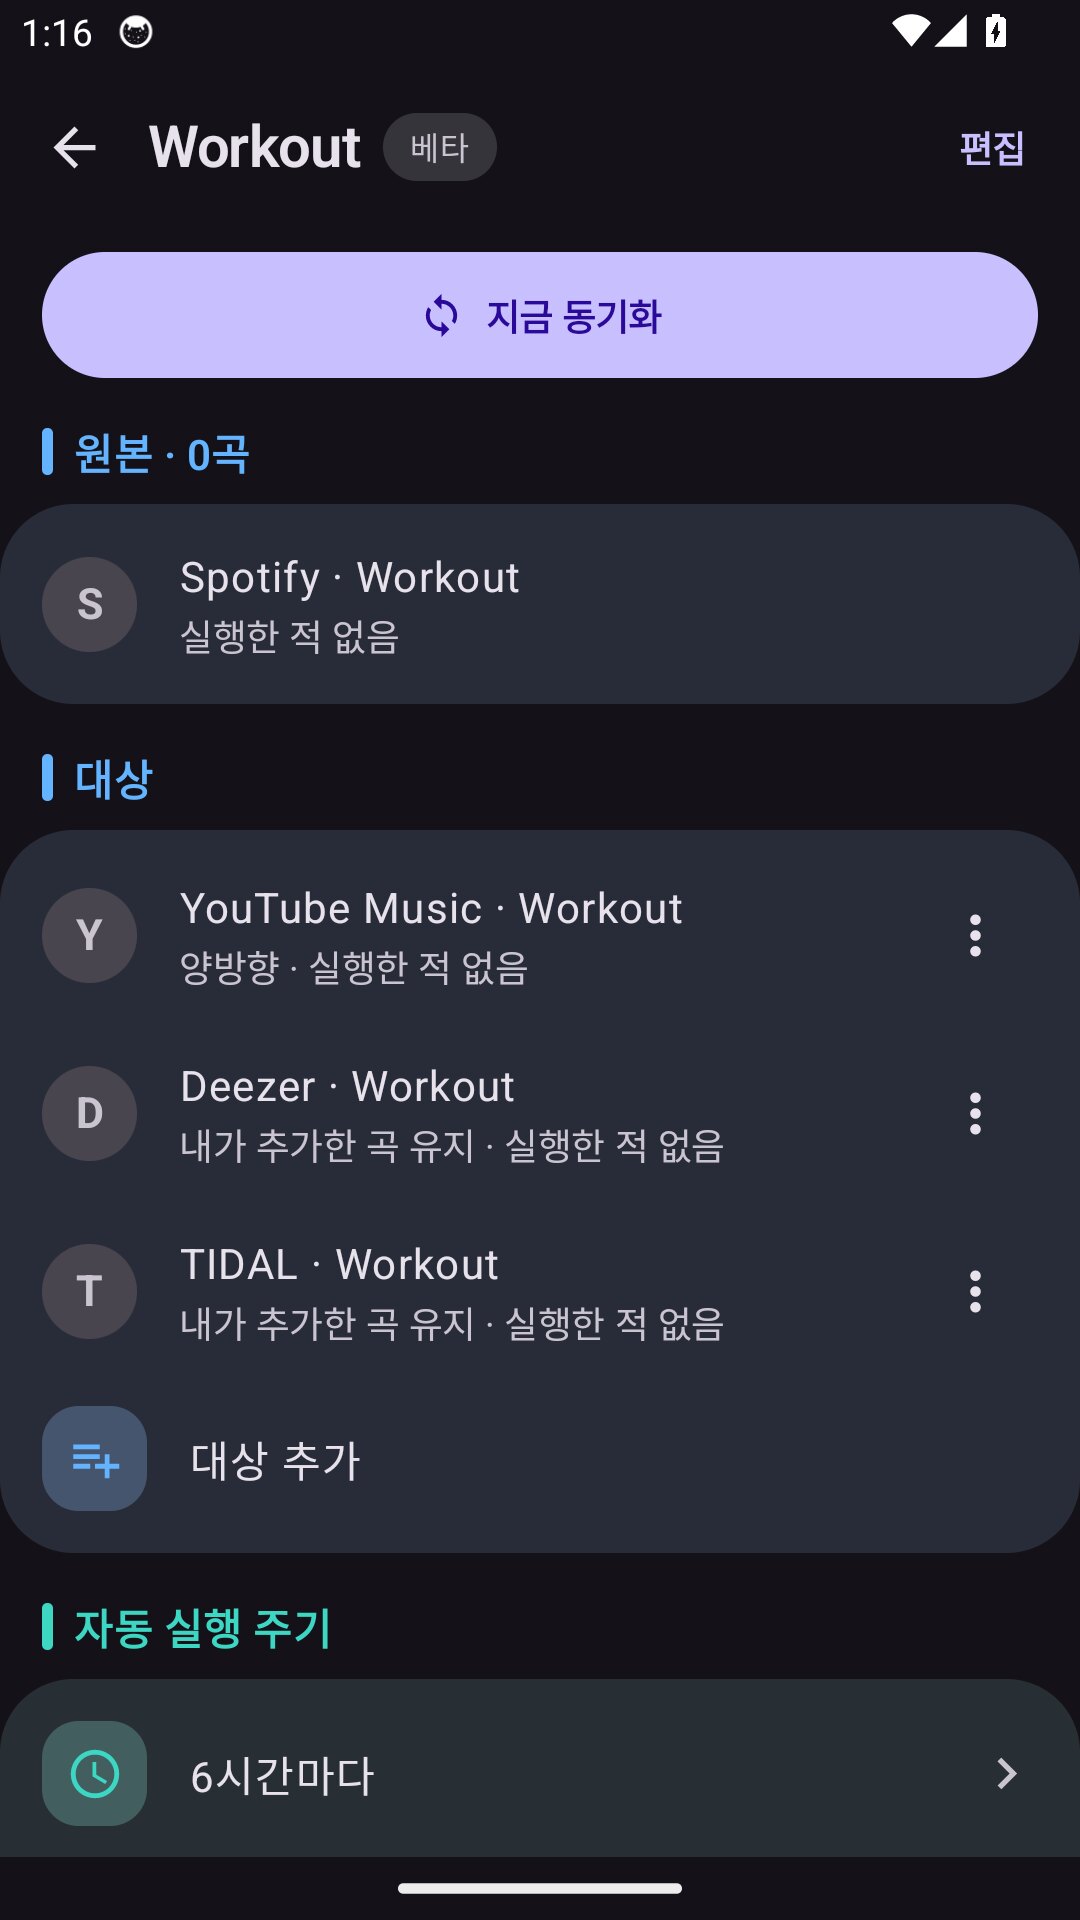 1:16
Workout
베타
편집
지금 동기화
원본 · 0곡
S
Spotify · Workout
실행한 적 없음
대상
Y
YouTube Music · Workout
양방향 · 실행한 적 없음
D
Deezer · Workout
내가 추가한 곡 유지 · 실행한 적 없음
T
TIDAL · Workout
내가 추가한 곡 유지 · 실행한 적 없음
대상 추가
자동 실행 주기
6시간마다